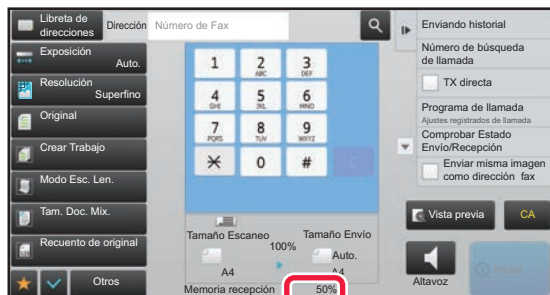 Libreta de
direcciones
Dirección
Número de Fax
Exposición
Auto.
Resolución
Superfino
Original
Crear Trabajo
Modo Esc. Len.
Tam. Doc. Mix.
Recuento de original
Otros
1
2
ABC
3
DEF
4
GHI
5
JKL
6
MNO
7
PQRS
8
TUV
9
WXYZ
0
#
C
Tamaño Escaneo
100%
Tamaño Envío
Auto.
A4
A4
Memoria recepción
50%
Enviando historial
Número de búsqueda
de llamada
TX directa
Programa de llamada
Ajustes registrados de llamada
Comprobar Estado
Envío/Recepción
Enviar misma imagen
como dirección fax
Vista previa
CA
Altavoz
Iniciar